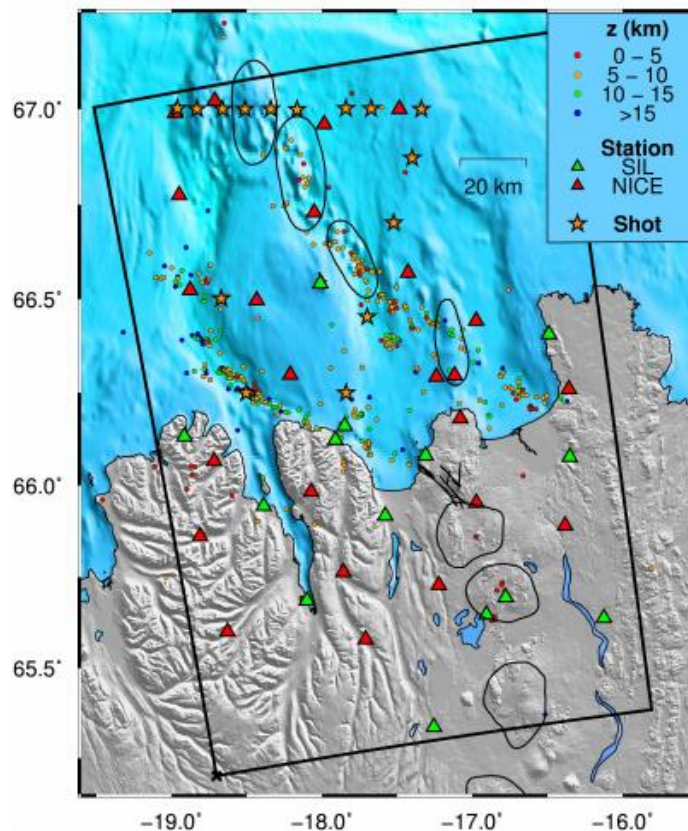 z (km)
0 – 5
5 – 10
10 – 15
>15
Station
SIL
NICE
Shot
20 km
67.0˚
66.5˚
66.0˚
65.5˚
−19.0˚ −18.0˚ −17.0˚ −16.0˚